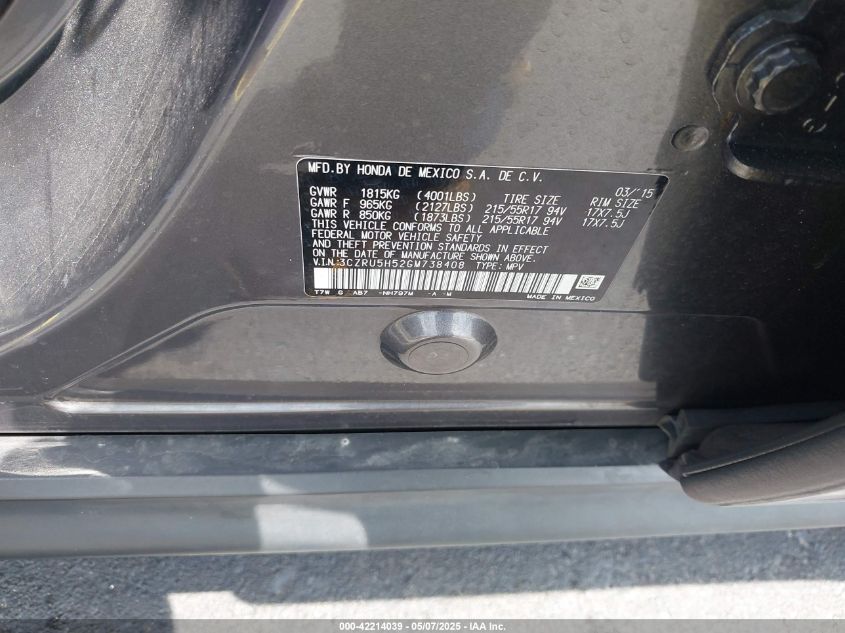 MFD.BY HONDA DE MEXICO S.A. DE C.V.
03/'15
GVWR 1815KG (4001LBS) TIRE SIZE RIM SIZE
GAWR F 965KG (2127LBS) 215/55R17 94V 17X7.5J
GAWR R 850KG (1873LBS) 215/55R17 94V 17X7.5J
THIS VEHICLE CONFORMS TO ALL APPLICABLE
FEDERAL MOTOR VEHICLE SAFETY
AND THEFT PREVENTION STANDARDS IN EFFECT
ON THE DATE OF MANUFACTURE SHOWN ABOVE.
V.I.N:3CZRU5H52GM738408 TYPE: MPV
T7W G AB7 -NH797M -A -M MADE IN MEXICO
000-42214039 | 05/07/2025 - IAA Inc.